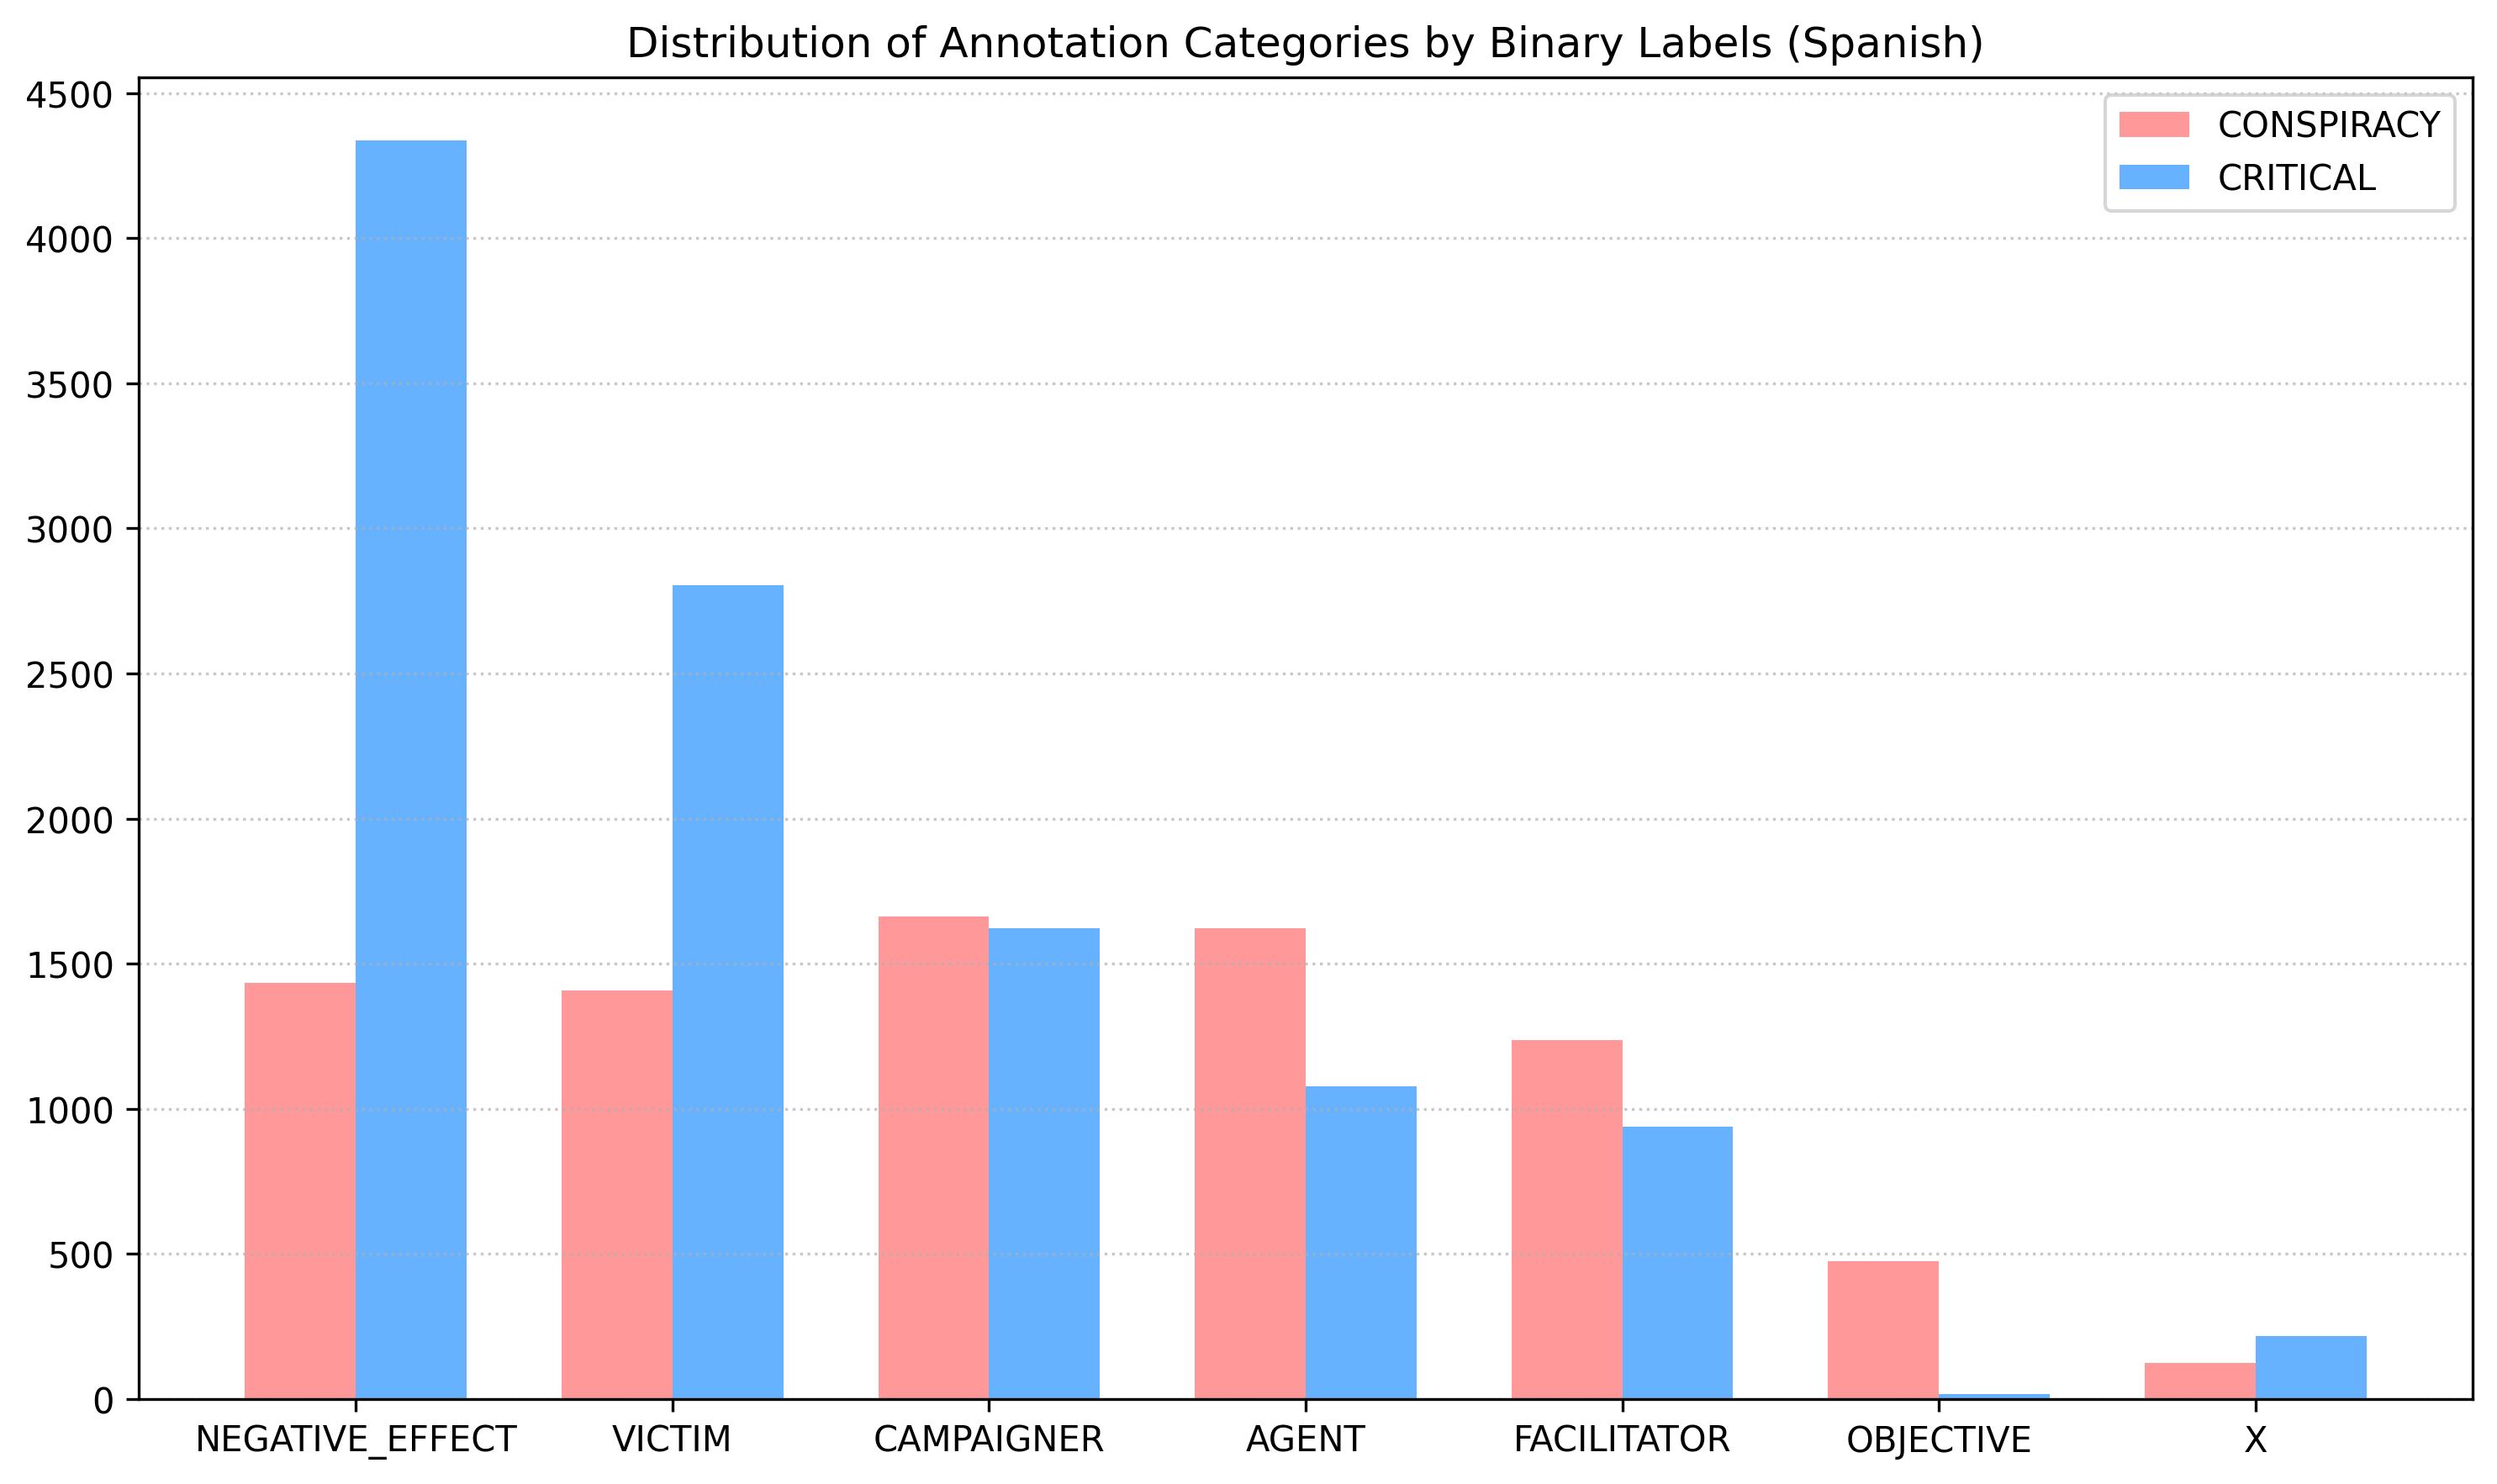 Distribution of Annotation Categories by Binary Labels (Spanish)
CONSPIRACY
CRITICAL
4500
4000
3500
3000
2500
2000
1500
1000
500
0
NEGATIVE_EFFECT VICTIM CAMPAIGNER AGENT FACILITATOR OBJECTIVE X